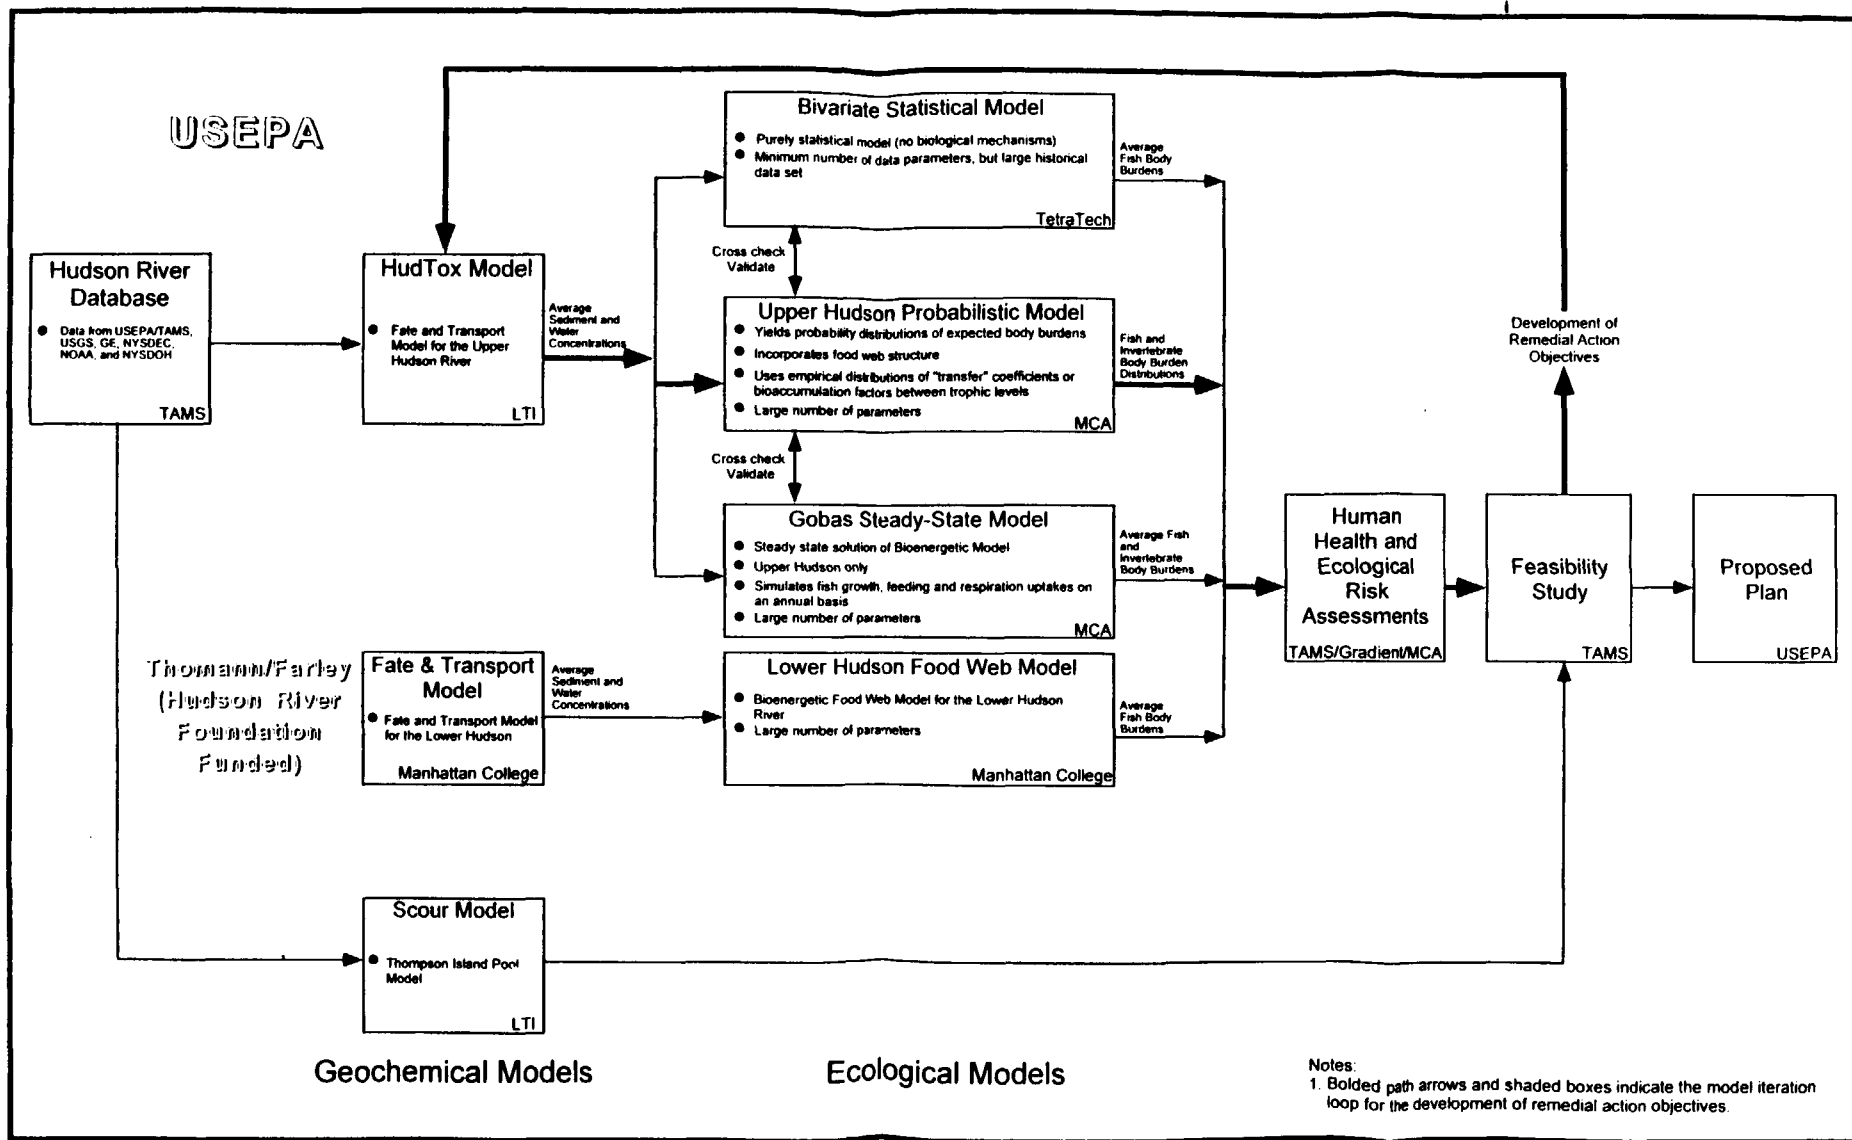 USEPA
Hudson River
Database
● Data from USEPA/TAMS,
USGS, GE, NYSDEC,
NOAA, and NYSDOH
TAMS
HudTox Model
● Fate and Transport
Model for the Upper
Hudson River
LTI
Average
Sediment and
Water
Concentrations
Bivariate Statistical Model
● Purely statistical model (no biological mechanisms)
● Minimum number of data parameters, but large historical
data set
TetraTech
Average
Fish Body
Burdens
Cross check
Validate
Upper Hudson Probabilistic Model
● Yields probability distributions of expected body burdens
● Incorporates food web structure
● Uses empirical distributions of "transfer" coefficients or
bioaccumulation factors between trophic levels
● Large number of parameters
MCA
Fish and
Invertebrate
Body Burden
Distributions
Cross check
Validate
Gobas Steady-State Model
● Steady state solution of Bioenergetic Model
● Upper Hudson only
● Simulates fish growth, feeding and respiration uptakes on
an annual basis
● Large number of parameters
MCA
Average Fish
and
Invertebrate
Body Burdens
Thomann/Farley
(Hudson River
Foundation
Funded)
Fate & Transport
Model
● Fate and Transport Model
for the Lower Hudson
Manhattan College
Average
Sediment and
Water
Concentrations
Lower Hudson Food Web Model
● Bioenergetic Food Web Model for the Lower Hudson
River
● Large number of parameters
Manhattan College
Average
Fish Body
Burdens
Human
Health and
Ecological
Risk
Assessments
TAMS/Gradient/MCA
Development of
Remedial Action
Objectives
Feasibility
Study
TAMS
Proposed
Plan
USEPA
Scour Model
● Thompson Island Pool
Model
LTI
Geochemical Models
Ecological Models
Notes:
1. Bolded path arrows and shaded boxes indicate the model iteration
loop for the development of remedial action objectives.